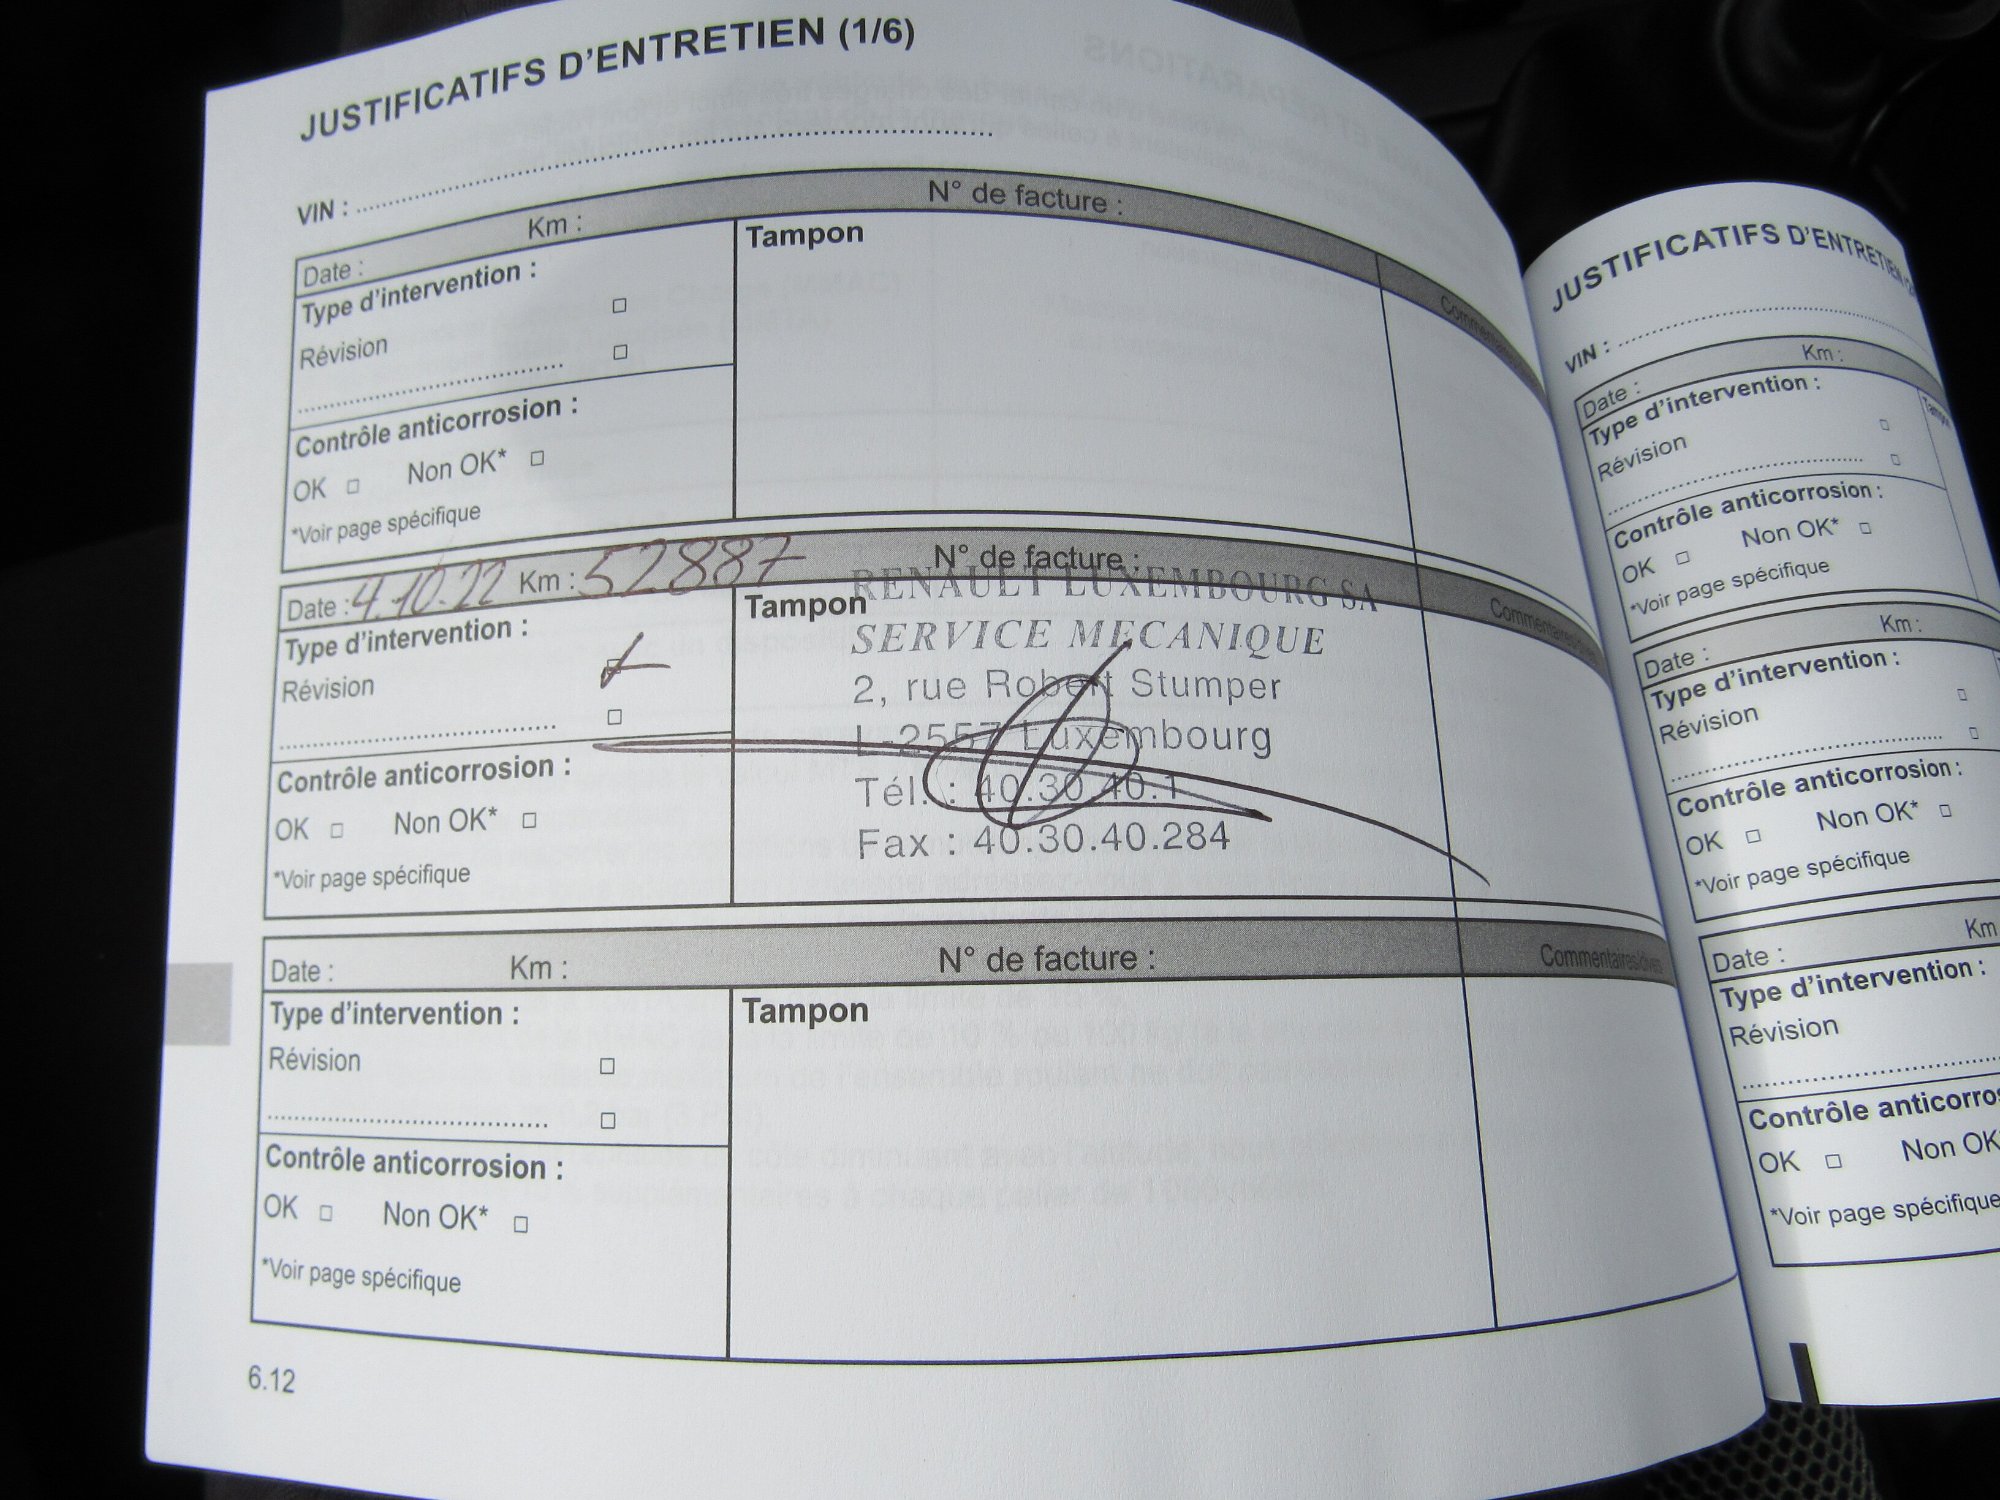 JUSTIFICATIFS D'ENTRETIEN (1/6)
VIN : ........................................
Date : Km : N° de facture :
Type d'intervention :
Tampon
Révision □
........................................ □
Contrôle anticorrosion :
OK □ Non OK* □
*Voir page spécifique
Date : 4.10.22 Km : 52887 N° de facture :
Type d'intervention :
Tampon
Révision
........................................ □
Contrôle anticorrosion :
OK □ Non OK* □
*Voir page spécifique
RENAULT LUXEMBOURG SA
SERVICE MECANIQUE
2, rue Robert Stumper
L-2557 Luxembourg
Tél. : 40.30.40.1
Fax : 40.30.40.284
Date : Km : N° de facture :
Type d'intervention :
Tampon
Révision □
........................................ □
Contrôle anticorrosion :
OK □ Non OK* □
*Voir page spécifique
6.12
JUSTIFICATIFS D'ENTRETIEN
VIN : ........................................
Date : Km :
Type d'intervention : □
Tampon
Révision
........................................ □
Contrôle anticorrosion :
OK □ Non OK* □
*Voir page spécifique
Date : Km :
Type d'intervention :
Révision □
........................................ □
Contrôle anticorrosion :
OK □ Non OK* □
*Voir page spécifique
Date : Km
Type d'intervention :
Révision
........................................
Contrôle
OK □ Non OK*
*Voir page spécifique